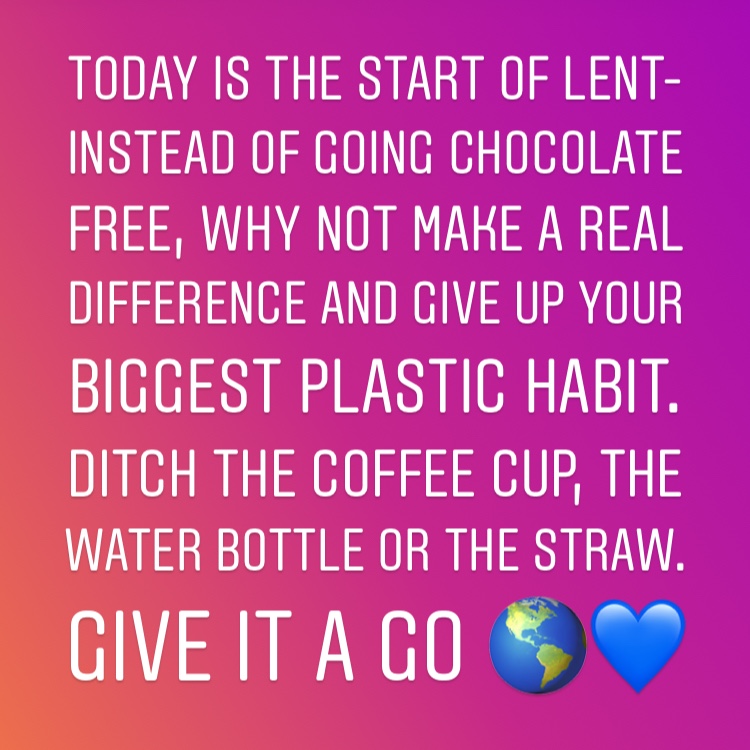 TODAY IS THE START OF LENT-
INSTEAD OF GOING CHOCOLATE
FREE, WHY NOT MAKE A REAL
DIFFERENCE AND GIVE UP YOUR
BIGGEST PLASTIC HABIT.
DITCH THE COFFEE CUP, THE
WATER BOTTLE OR THE STRAW.
GIVE IT A GO 🌎💙